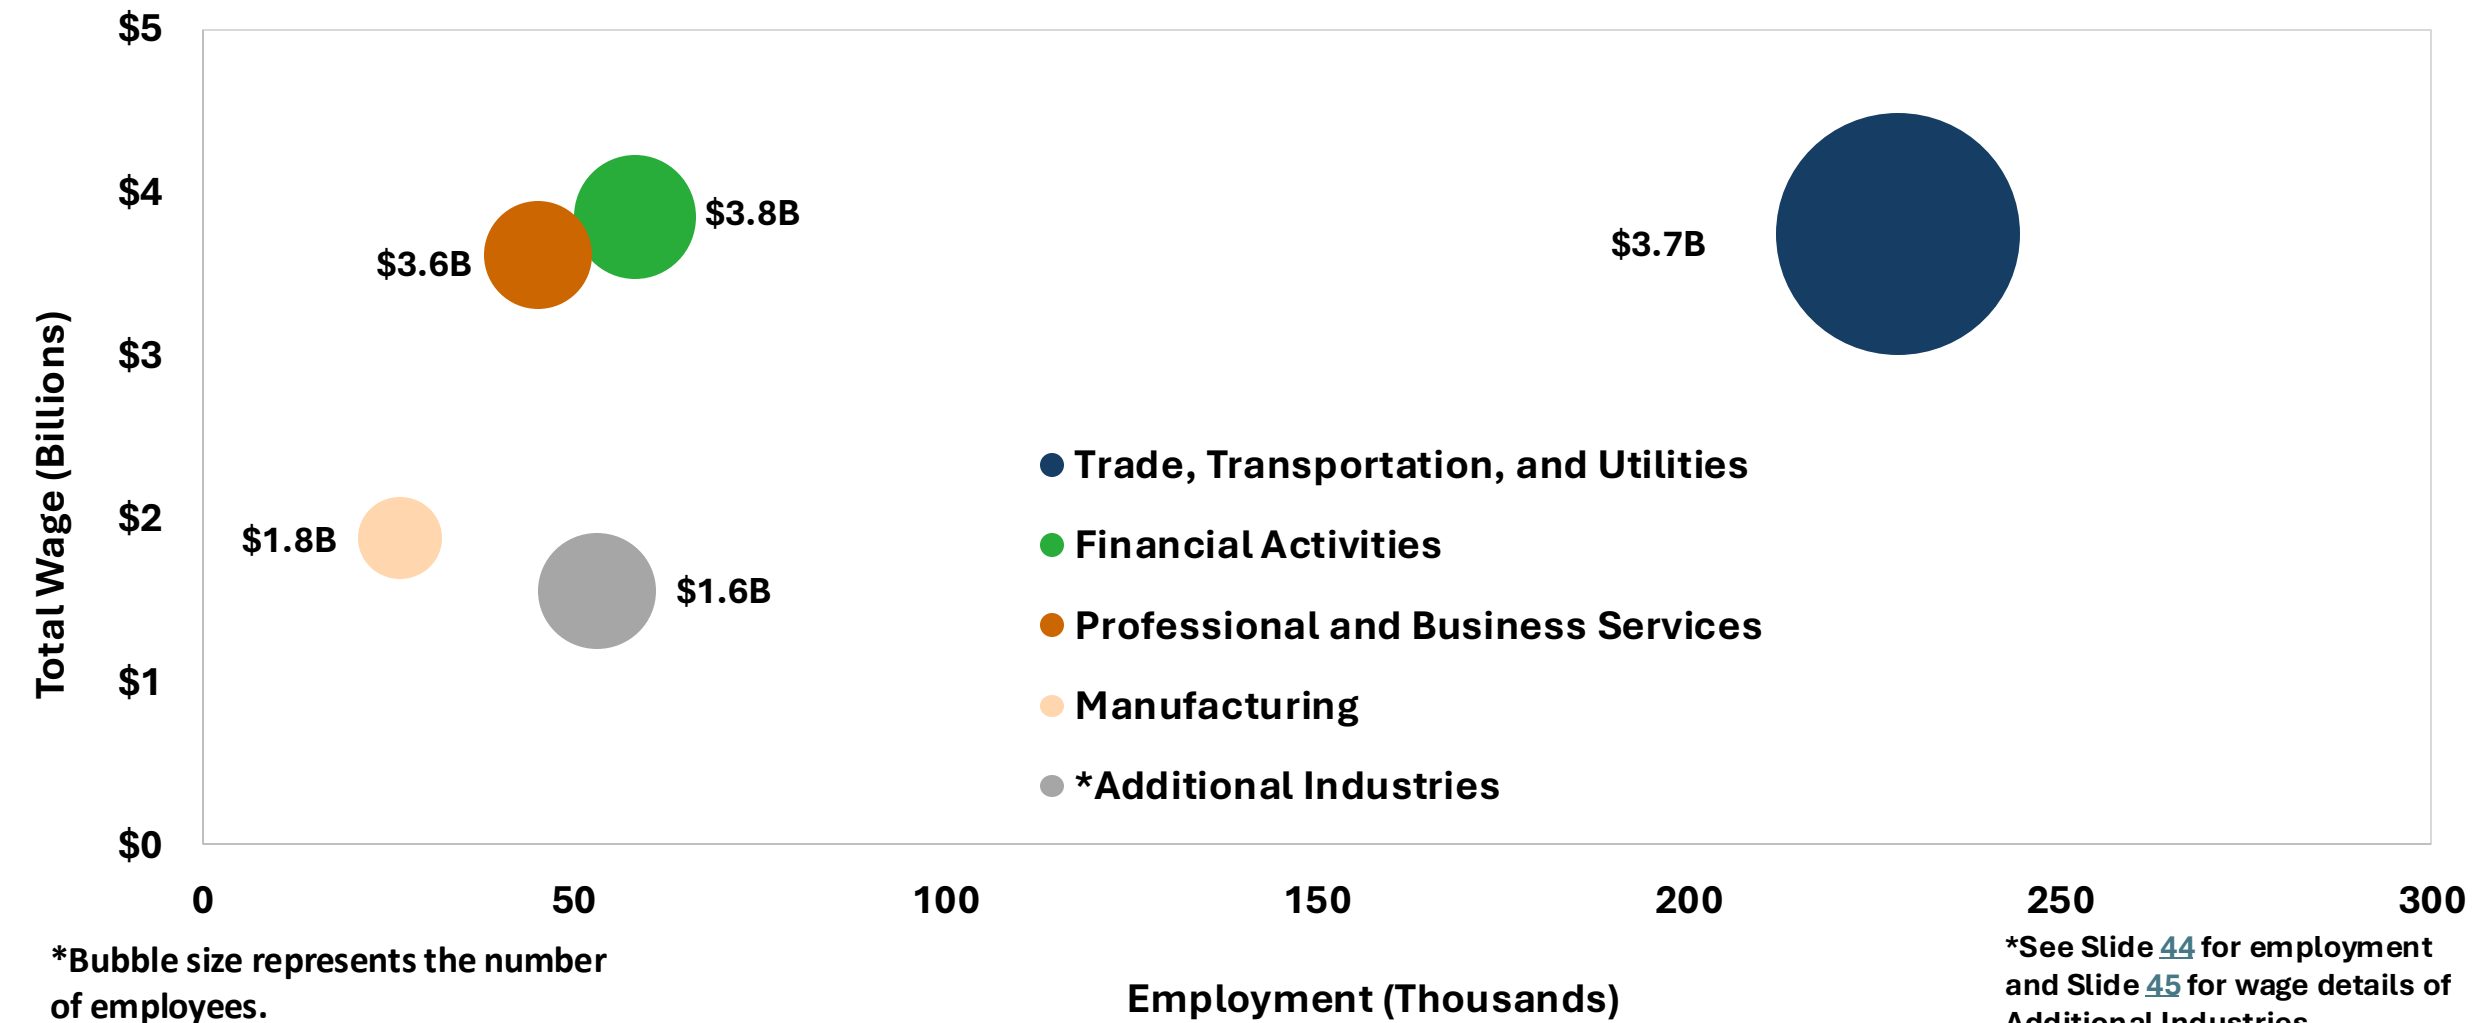 $5
$4
$3
$2
$1
$0
Total Wage (Billions)
$3.8B
$3.6B
$3.7B
$1.8B
$1.6B
Trade, Transportation, and Utilities
Financial Activities
Professional and Business Services
Manufacturing
*Additional Industries
0 50 100 150 200 250 300
Employment (Thousands)
*Bubble size represents the number
of employees.
*See Slide 44 for employment
and Slide 45 for wage details of
Additional Industries